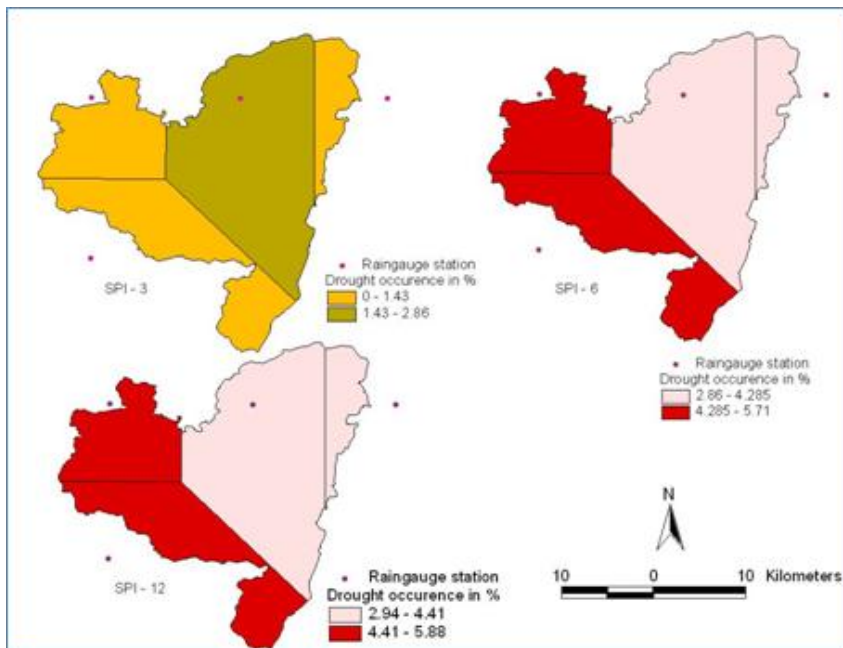 Raingauge station
SPI - 3
Drought occurence in %
0 - 1.43
1.43 - 2.86
SPI - 6
Raingauge station
Drought occurence in %
2.86 - 4.285
4.285 - 5.71
N
10 0 10 Kilometers
SPI - 12
Raingauge station
Drought occurence in %
2.94 - 4.41
4.41 - 5.88